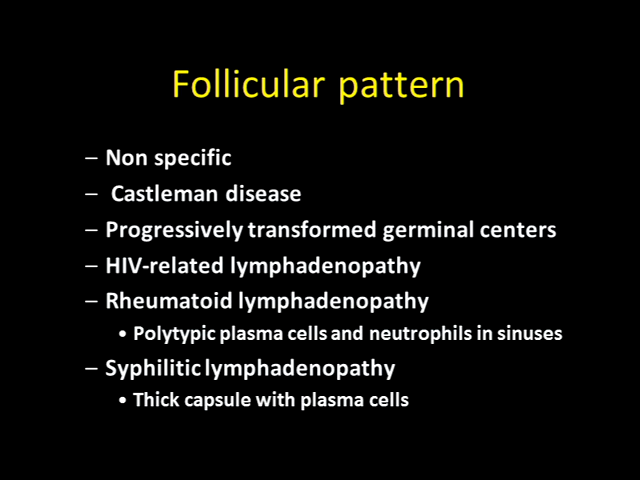 Follicular pattern
– Non specific
– Castleman disease
– Progressively transformed germinal centers
– HIV-related lymphadenopathy
– Rheumatoid lymphadenopathy
• Polytypic plasma cells and neutrophils in sinuses
– Syphilitic lymphadenopathy
• Thick capsule with plasma cells